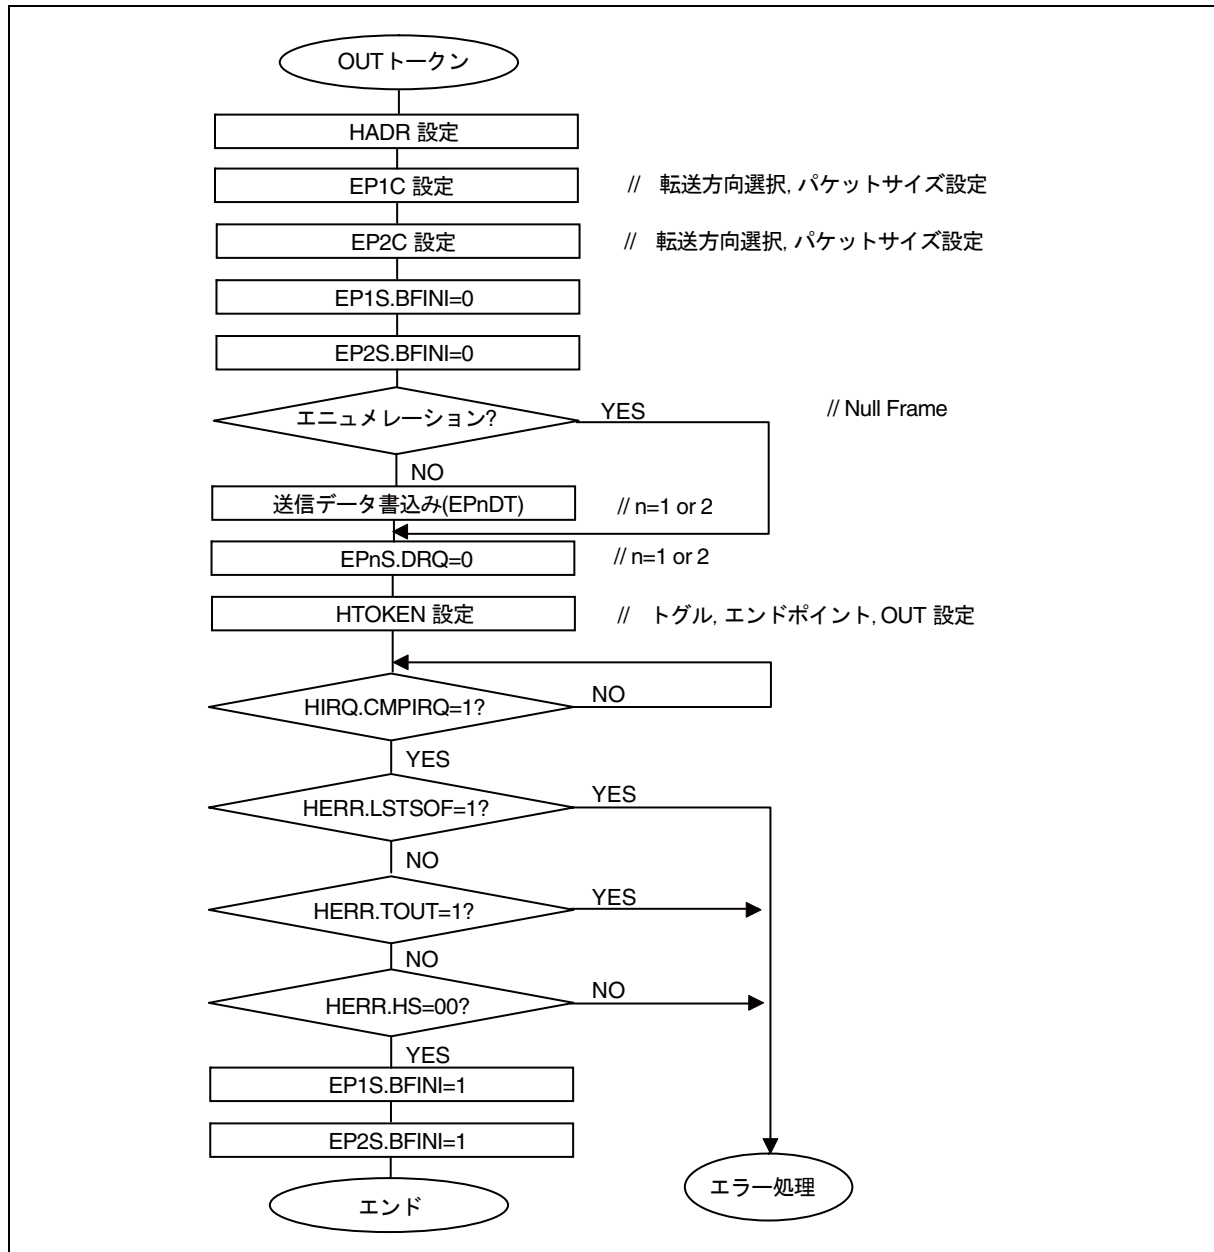 OUTトークン
HADR 設定
EP1C 設定
// 転送方向選択, パケットサイズ設定
EP2C 設定
// 転送方向選択, パケットサイズ設定
EP1S.BFINI=0
EP2S.BFINI=0
エニュメレーション?
YES
// Null Frame
NO
送信データ書込み(EPnDT)
// n=1 or 2
EPnS.DRQ=0
// n=1 or 2
HTOKEN 設定
// トグル, エンドポイント, OUT 設定
HIRQ.CMPIRQ=1?
NO
YES
HERR.LSTSOF=1?
YES
NO
HERR.TOUT=1?
YES
NO
HERR.HS=00?
NO
YES
EP1S.BFINI=1
EP2S.BFINI=1
エンド
エラー処理